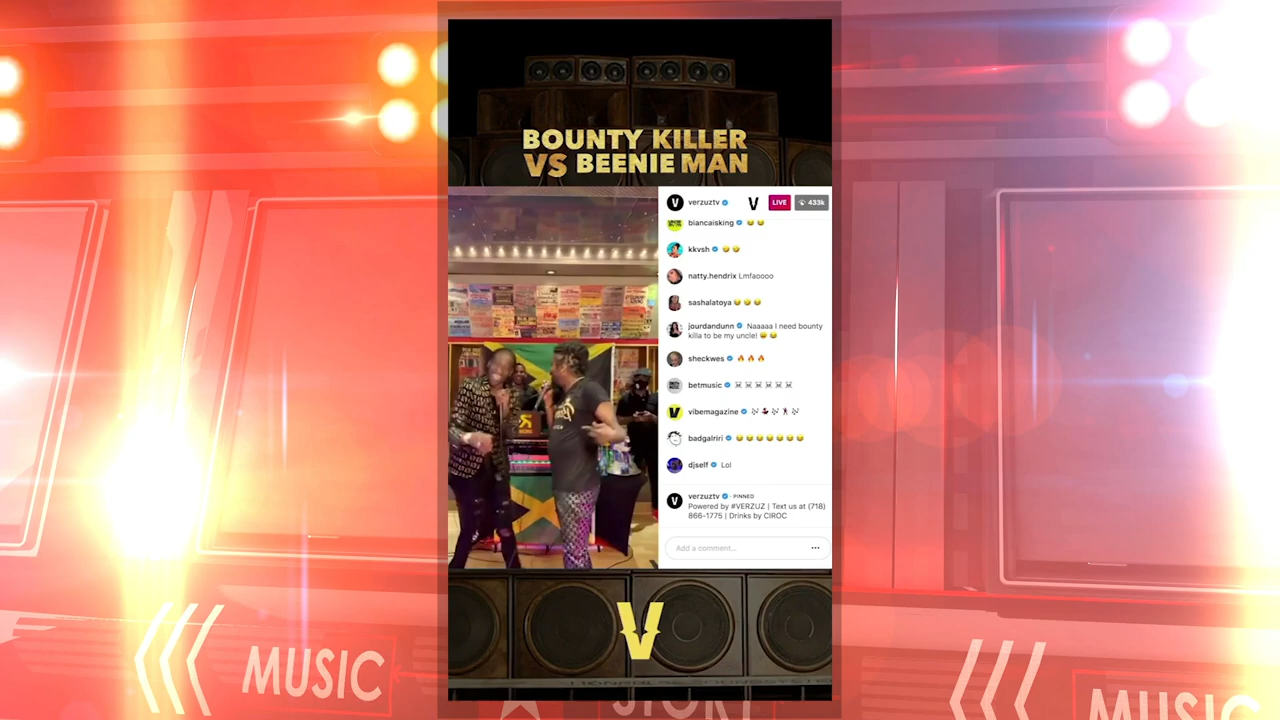 BOUNTY KILLER
VS BEENIE MAN
verzuztv V LIVE 433k
biancaisking 😂 😂
kkvsh 🤣 🤣
natty.hendrix Lmfaoooo
sashalatoya 😂 🤣 😂
jourdandunn Naaaaa I need bounty
killa to be my uncle! 😩 😂
sheckwes 🔥 🔥 🔥
betmusic ☠ ☠ ☠ ☠ ☠ ☠
vibemagazine 🎶 💃 🎶 🕺 🎶
badgalriri 😂 😂 😂 😂 😂 😂 😂
djself Lol
verzuztv · PINNED
Powered by #VERZUZ | Text us at (718)
866-1775 | Drinks by CIROC
Add a comment...
V
MUSIC
STORY
MUSIC